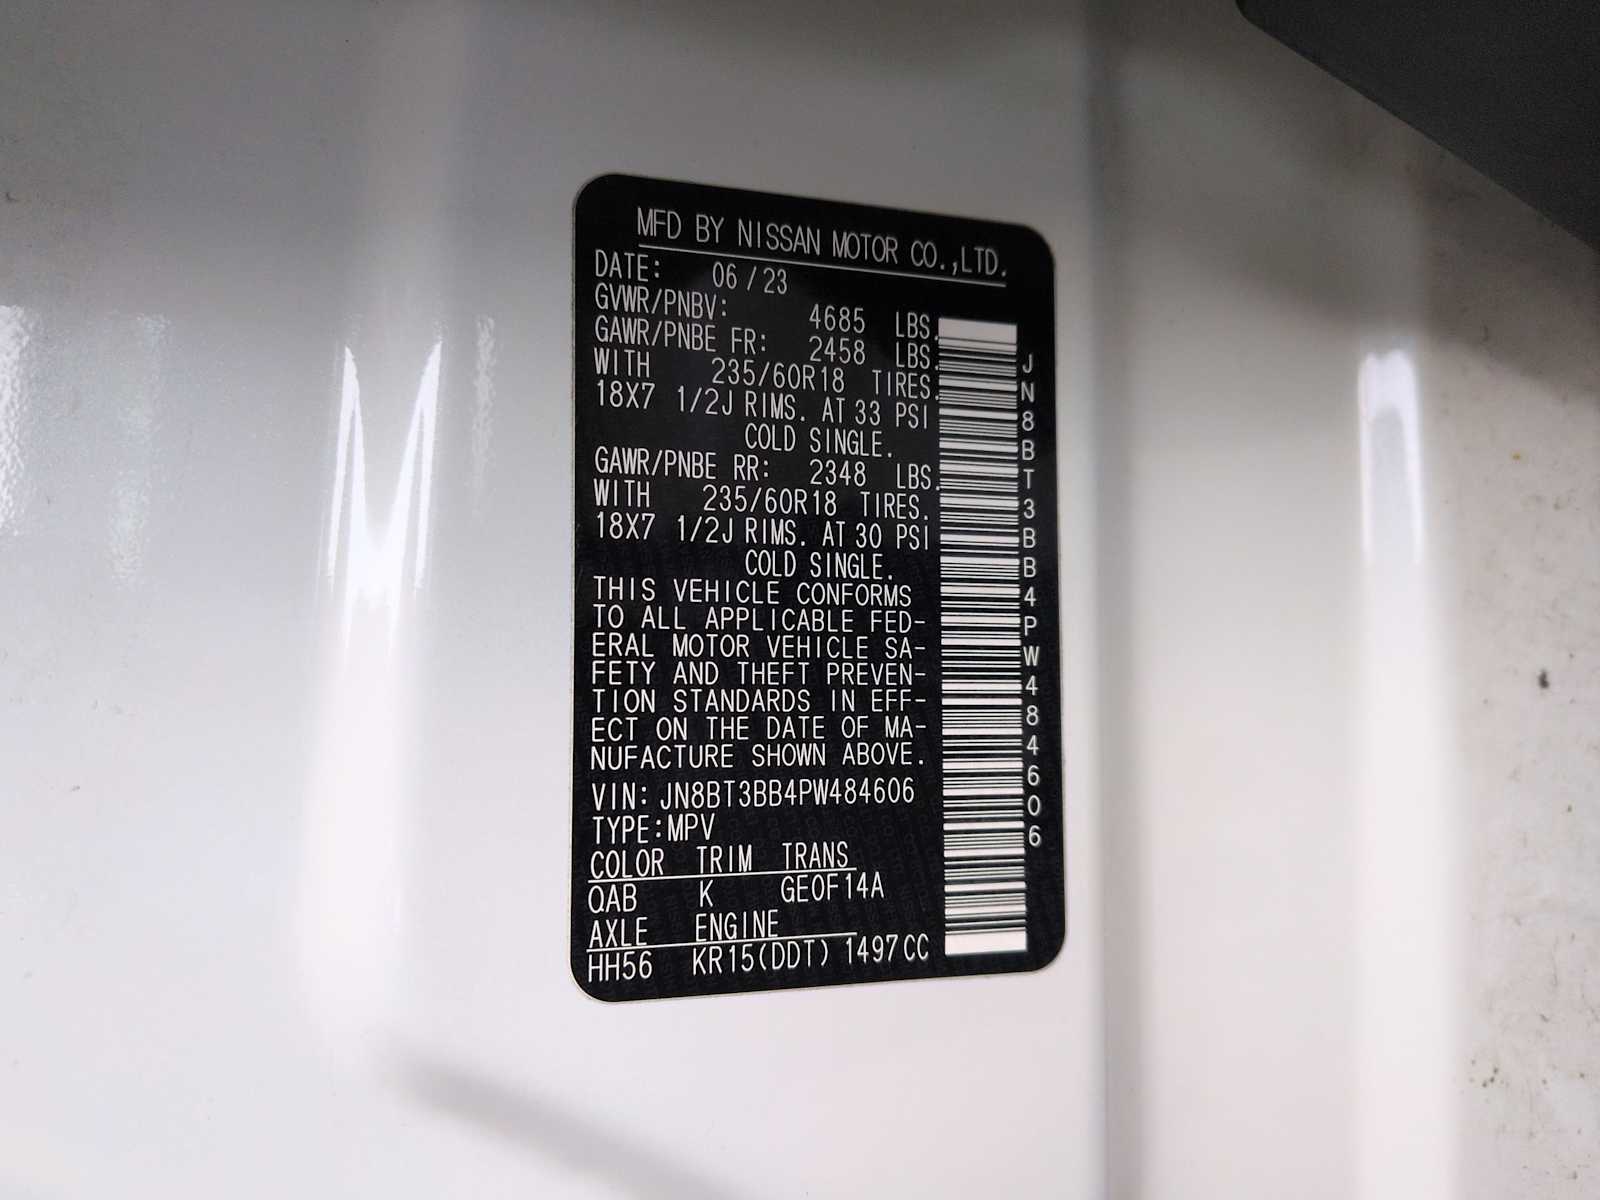 MFD BY NISSAN MOTOR CO.,LTD.
DATE: 06/23
GVWR/PNBV: 4685 LBS.
GAWR/PNBE FR: 2458 LBS.
WITH 235/60R18 TIRES.
18X7 1/2J RIMS. AT 33 PSI
COLD SINGLE.
GAWR/PNBE RR: 2348 LBS.
WITH 235/60R18 TIRES.
18X7 1/2J RIMS. AT 30 PSI
COLD SINGLE.
THIS VEHICLE CONFORMS
TO ALL APPLICABLE FED-
ERAL MOTOR VEHICLE SA-
FETY AND THEFT PREVEN-
TION STANDARDS IN EFF-
ECT ON THE DATE OF MA-
NUFACTURE SHOWN ABOVE.
VIN: JN8BT3BB4PW484606
TYPE:MPV
COLOR TRIM TRANS
QAB K GE0F14A
AXLE ENGINE
HH56 KR15(DDT) 1497CC
JN8BT3BB4PW484606